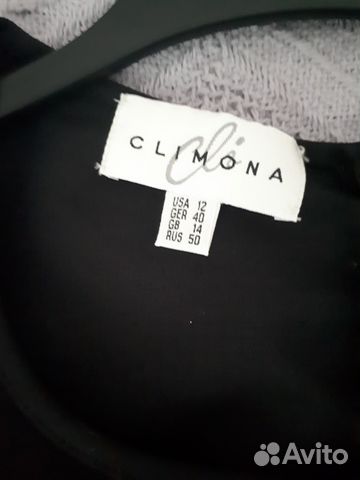 cli
CLIMONA
USA 12
GER 40
GB 14
RUS 50
Avito